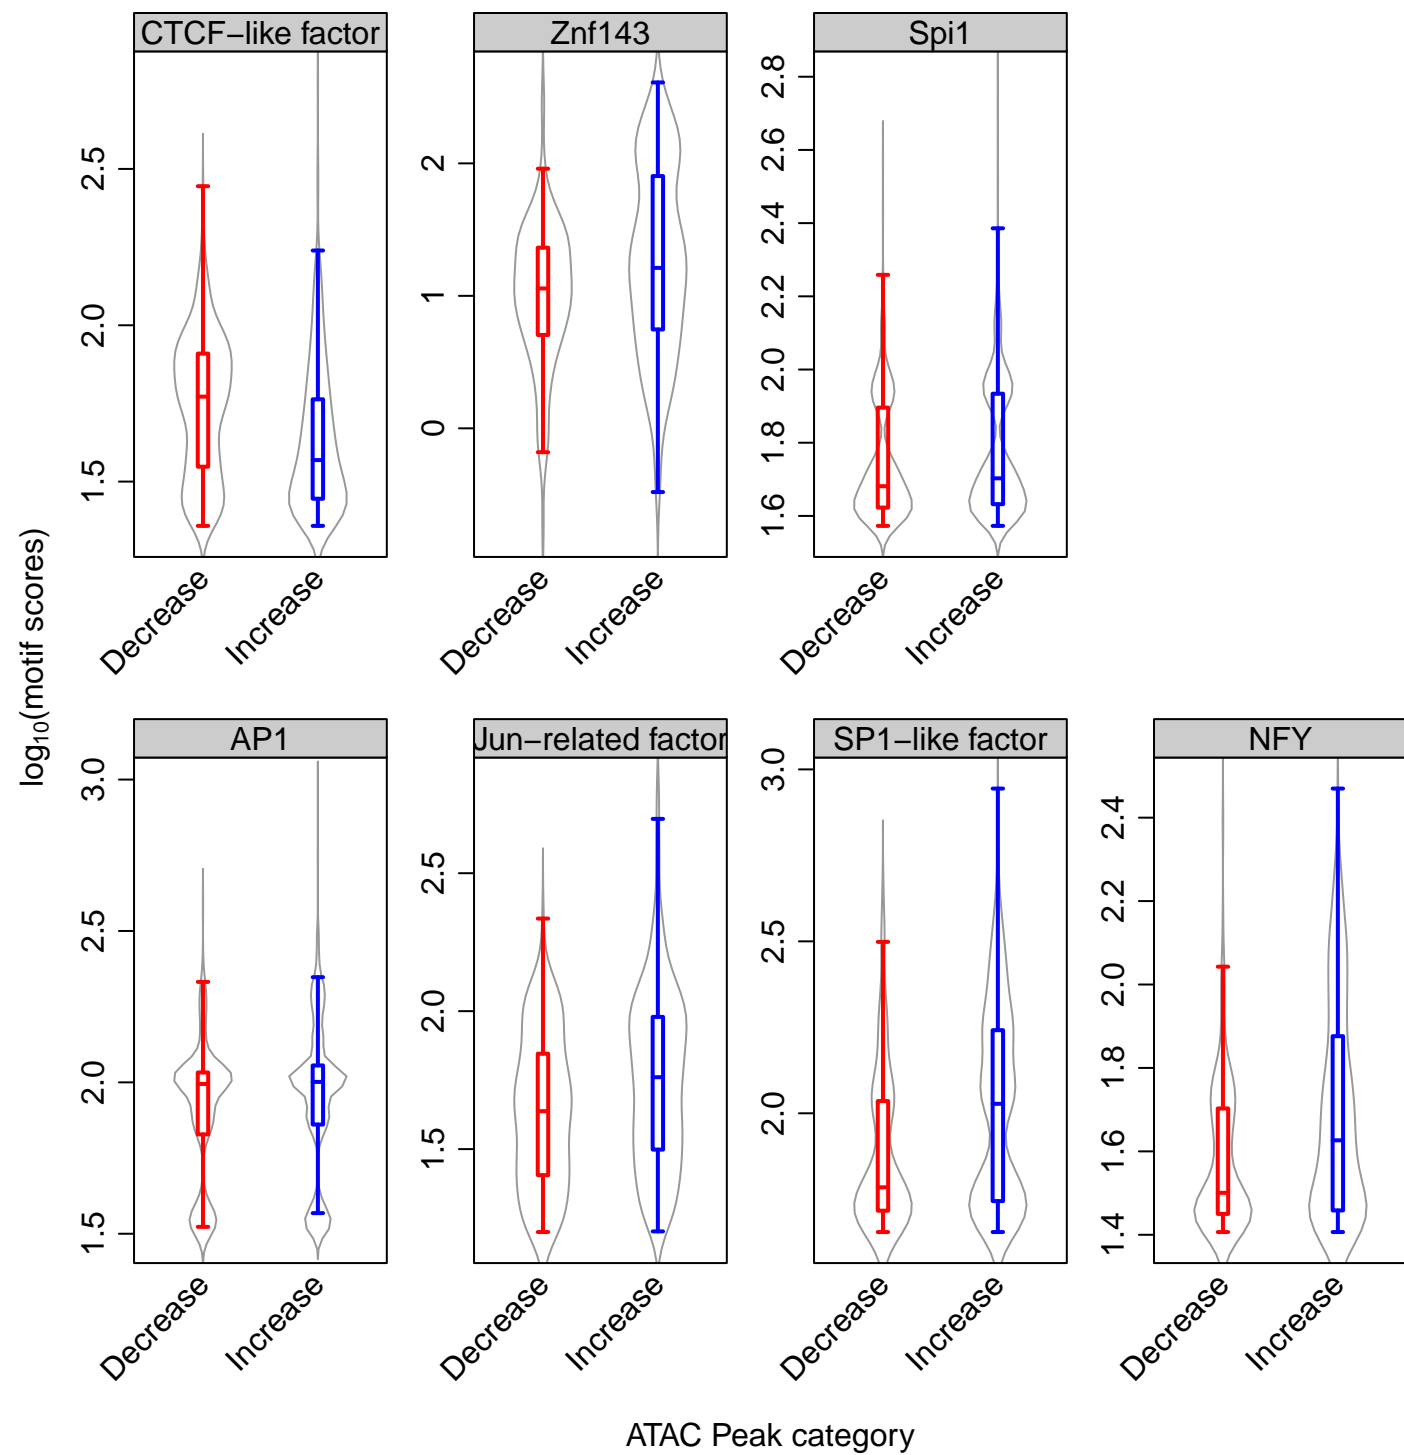 CTCF−like factor
Znf143
Spi1
2.5
2.0
1.5
2
1
0
2.8
2.6
2.4
2.2
2.0
1.8
1.6
Decrease
Increase
Decrease
Increase
Decrease
Increase
log₁₀(motif scores)
AP1
Jun−related factor
SP1−like factor
NFY
3.0
2.5
2.0
1.5
2.5
2.0
1.5
3.0
2.5
2.0
2.4
2.2
2.0
1.8
1.6
1.4
Decrease
Increase
Decrease
Increase
Decrease
Increase
Decrease
Increase
ATAC Peak category